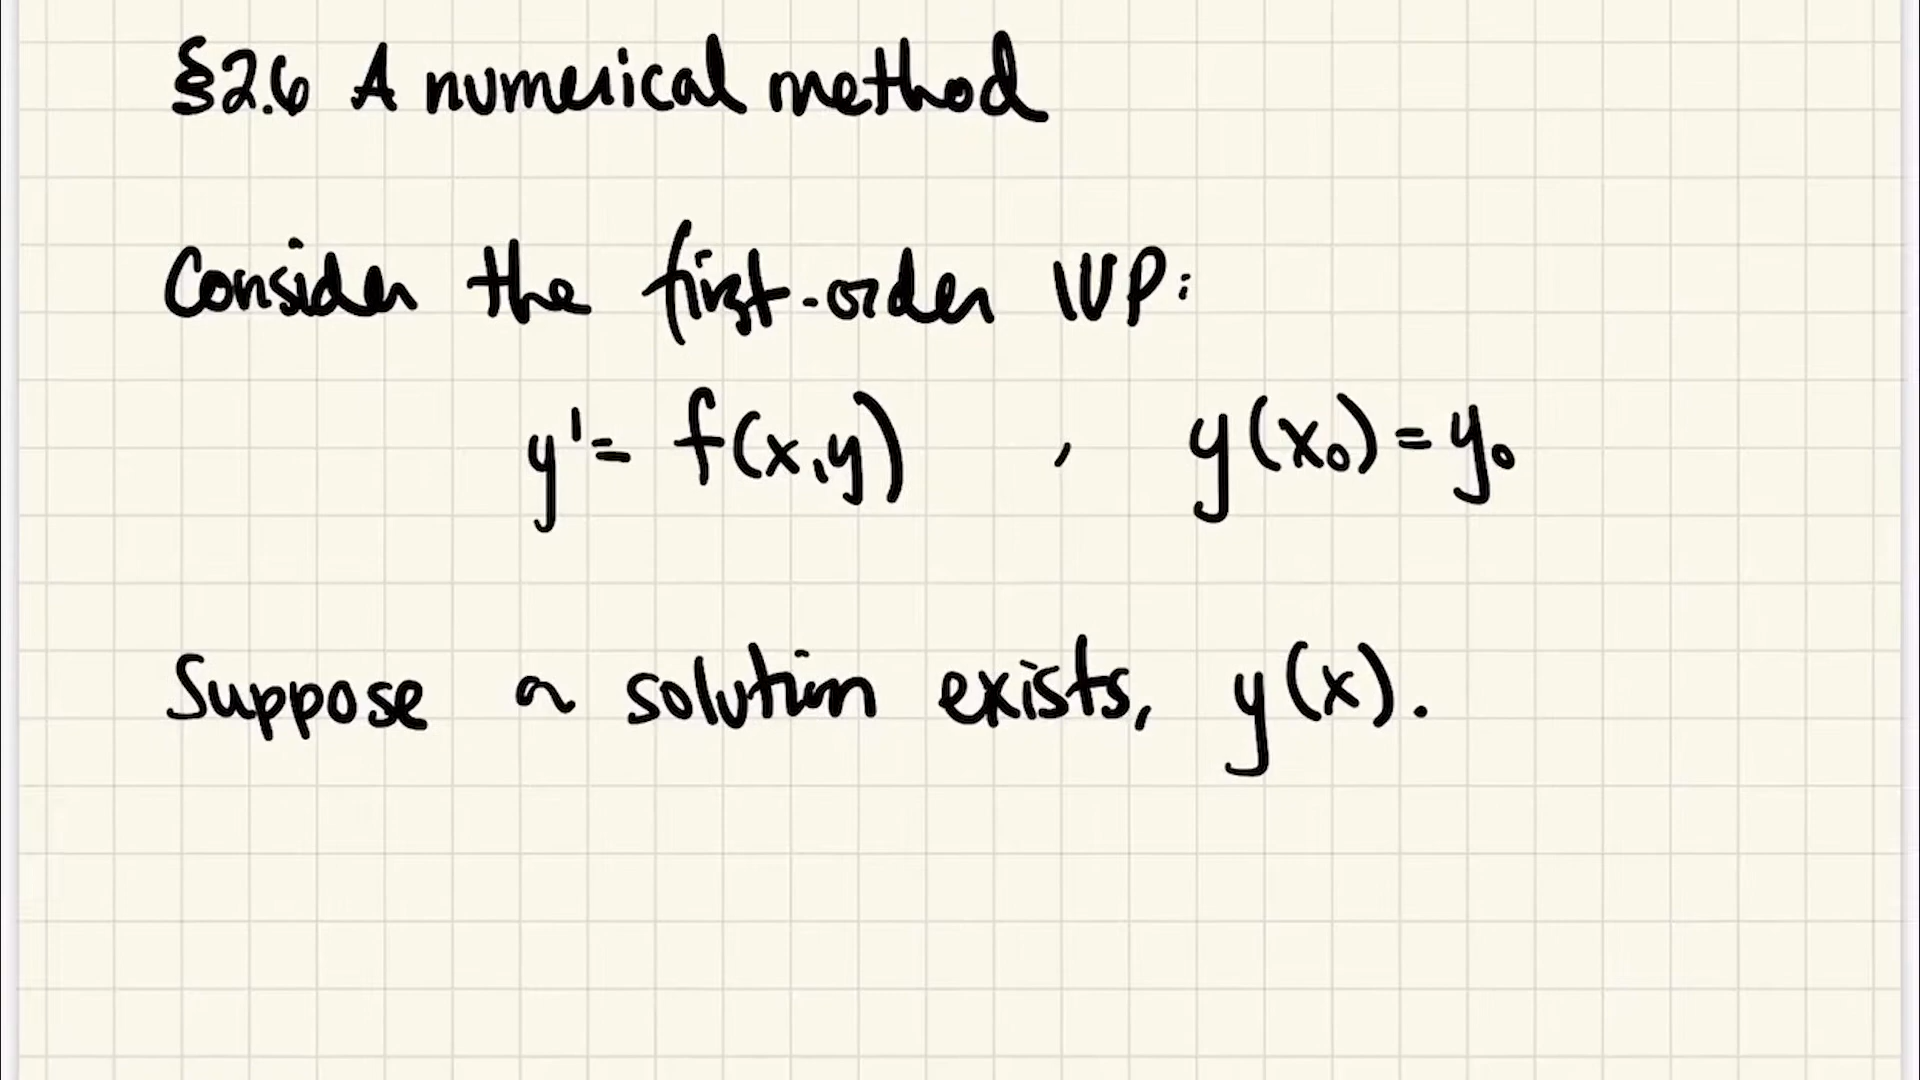 §2.6 A numerical method
Consider the first-order IVP:
y' = f(x,y) , y(x₀) = y₀
Suppose a solution exists, y(x).